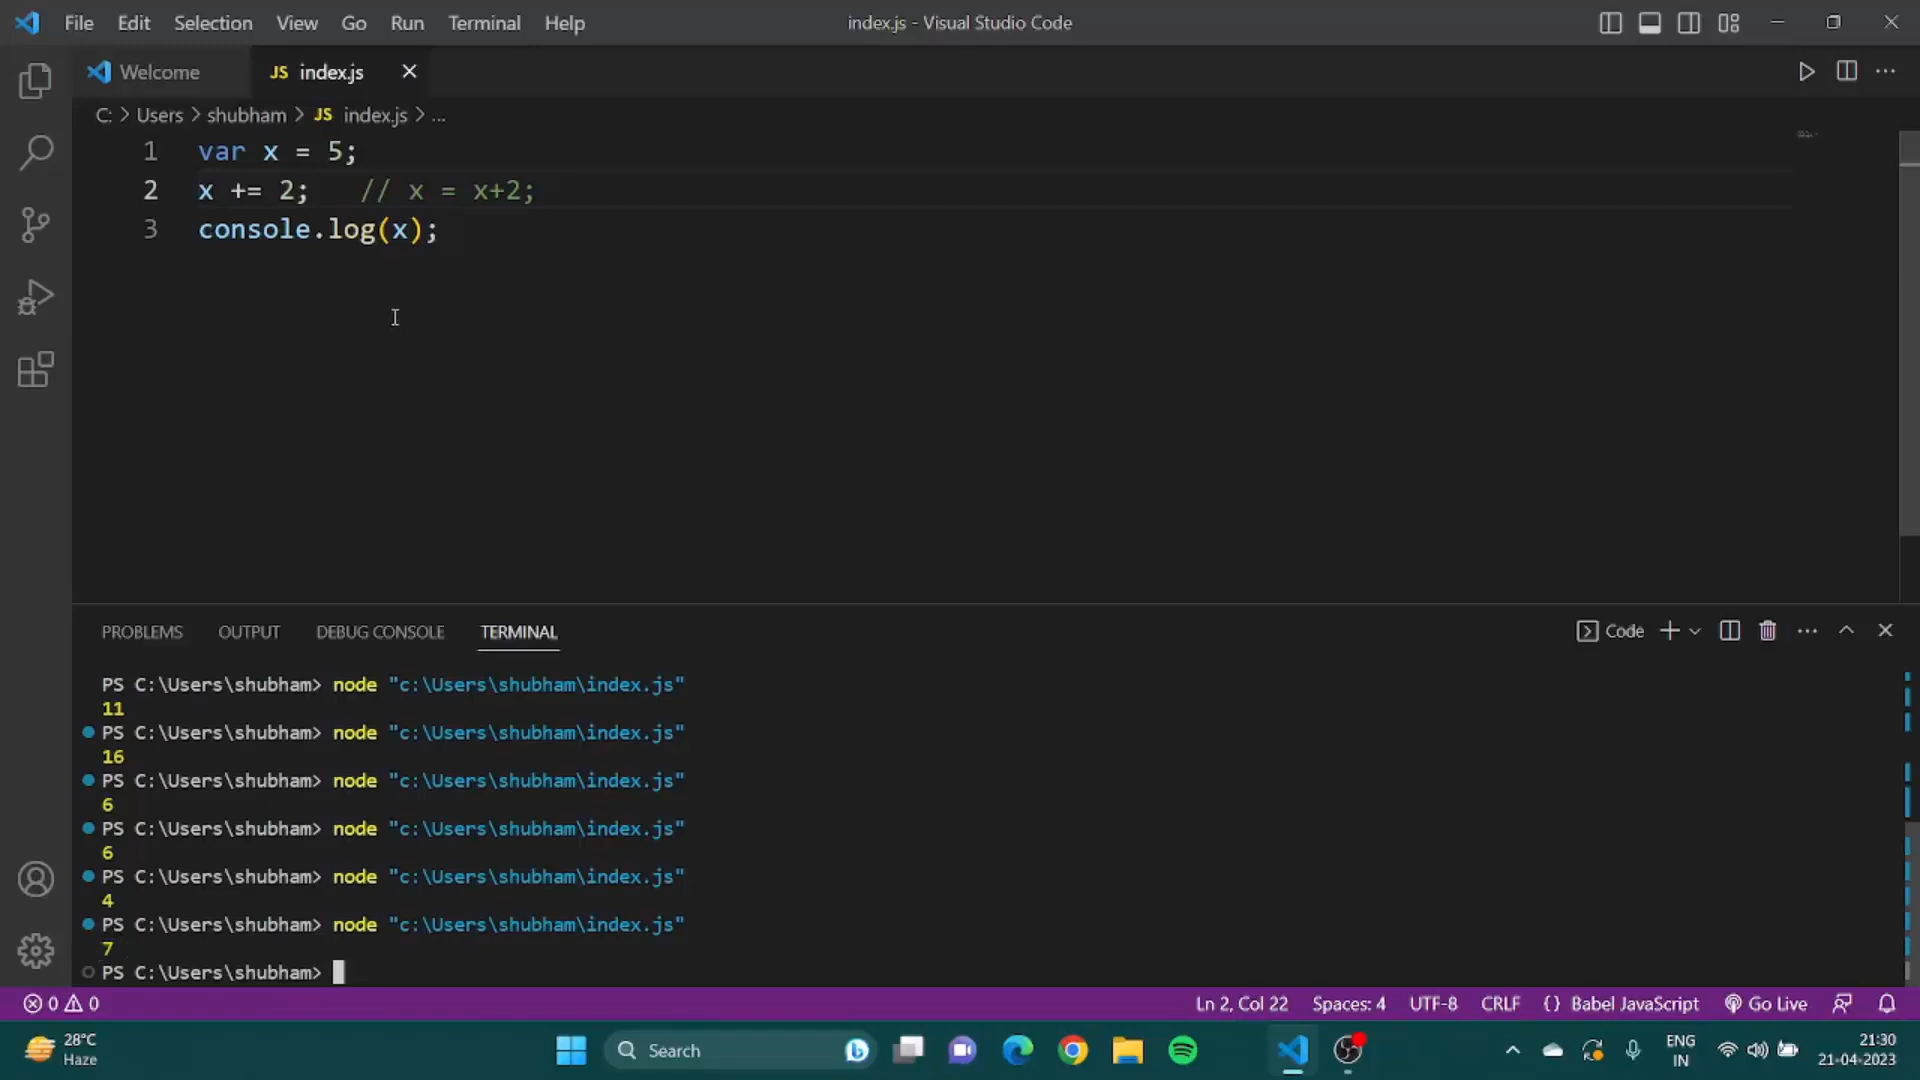 File Edit Selection View Go Run Terminal Help index.js - Visual Studio Code
Welcome JS index.js
C: > Users > shubham > JS index.js > ...
1 var x = 5;
2 x += 2;   // x = x+2;
3 console.log(x);
PROBLEMS OUTPUT DEBUG CONSOLE TERMINAL Code
PS C:\Users\shubham> node "c:\Users\shubham\index.js"
11
PS C:\Users\shubham> node "c:\Users\shubham\index.js"
16
PS C:\Users\shubham> node "c:\Users\shubham\index.js"
6
PS C:\Users\shubham> node "c:\Users\shubham\index.js"
6
PS C:\Users\shubham> node "c:\Users\shubham\index.js"
4
PS C:\Users\shubham> node "c:\Users\shubham\index.js"
7
PS C:\Users\shubham>
0 0 Ln 2, Col 22 Spaces: 4 UTF-8 CRLF {} Babel JavaScript Go Live
28°C
Haze
Search
ENG
IN
21:30
21-04-2023